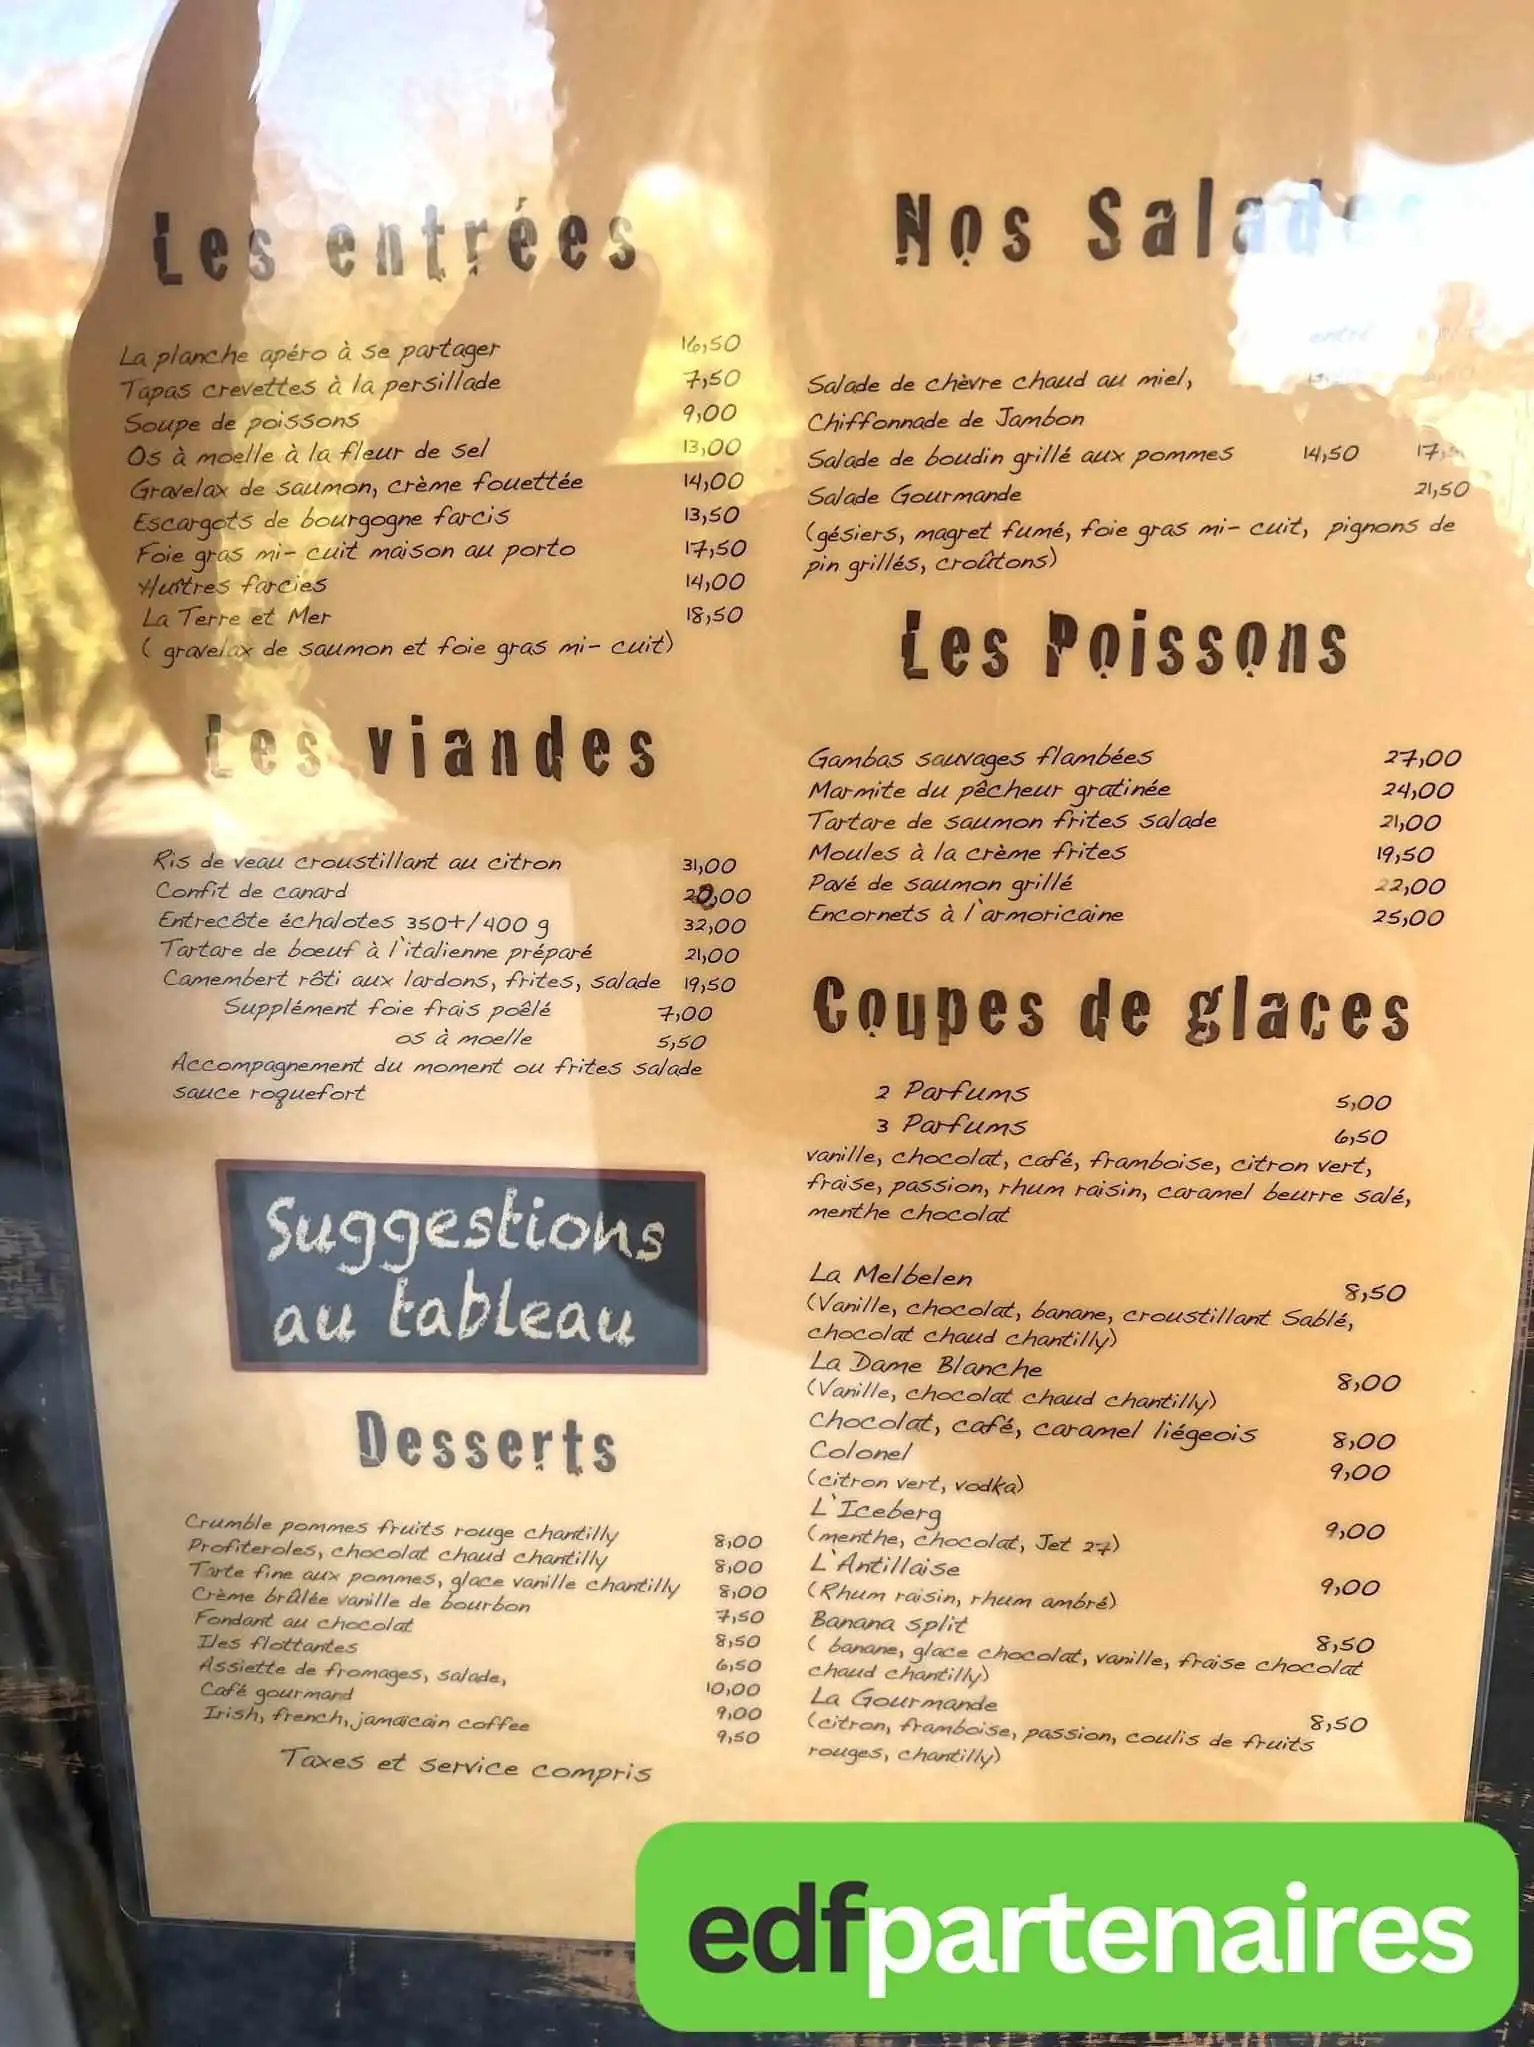 Les entrées
La planche apéro à se partager 16,50
Tapas crevettes à la persillade 7,50
Soupe de poissons 9,00
Os à moelle à la fleur de sel 13,00
Gravelax de saumon, crème fouettée 14,00
Escargots de bourgogne farcis 13,50
Foie gras mi- cuit maison au porto 17,50
Huîtres farcies 14,00
La Terre et Mer 18,50
( gravelax de saumon et foie gras mi- cuit)
Les viandes
Ris de veau croustillant au citron 31,00
Confit de canard 20,00
Entrecôte échalotes 350+/400 g 32,00
Tartare de boeuf à l'italienne préparé 21,00
Camembert rôti aux lardons, frites, salade 19,50
Supplément foie frais poêlé 7,00
os à moelle 5,50
Accompagnement du moment ou frites salade
sauce roquefort
Suggestions
au tableau
Desserts
Crumble pommes fruits rouge chantilly 8,00
Profiteroles, chocolat chaud chantilly 8,00
Tarte fine aux pommes, glace vanille chantilly 8,00
Crème brûlée vanille de bourbon 7,50
Fondant au chocolat 8,50
Iles flottantes 6,50
Assiette de fromages, salade, 10,00
Café gourmand 9,00
Irish, french, jamaïcain coffee 9,50
Taxes et service compris
Nos Salades
Salade de chèvre chaud au miel,
Chiffonnade de Jambon
Salade de boudin grillé aux pommes 14,50
Salade Gourmande 21,50
(gésiers, magret fumé, foie gras mi- cuit, pignons de
pin grillés, croûtons)
Les Poissons
Gambas sauvages flambées 27,00
Marmite du pêcheur gratinée 24,00
Tartare de saumon frites salade 21,00
Moules à la crème frites 19,50
Pavé de saumon grillé 22,00
Encornets à l'armoricaine 25,00
Coupes de glaces
2 Parfums 5,00
3 Parfums 6,50
vanille, chocolat, café, framboise, citron vert,
fraise, passion, rhum raisin, caramel beurre salé,
menthe chocolat
La Melbelen 8,50
(Vanille, chocolat, banane, croustillant Sablé,
chocolat chaud chantilly)
La Dame Blanche 8,00
(Vanille, chocolat chaud chantilly)
Chocolat, café, caramel liégeois 8,00
Colonel 9,00
(citron vert, vodka)
L'Iceberg 9,00
(menthe, chocolat, Jet 27)
L'Antillaise 9,00
(Rhum raisin, rhum ambré)
Banana split 8,50
( banane, glace chocolat, vanille, fraise chocolat
chaud chantilly)
La Gourmande 8,50
(citron, framboise, passion, coulis de fruits
rouges, chantilly)
edfpartenaires